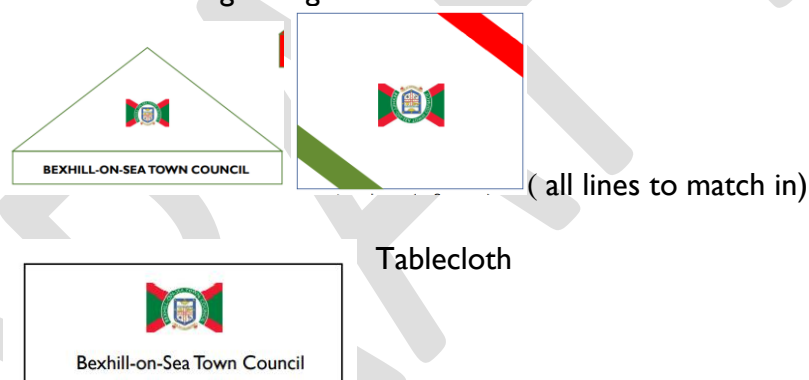 BEXHILL-ON-SEA TOWN COUNCIL
( all lines to match in)
Tablecloth
Bexhill-on-Sea Town Council